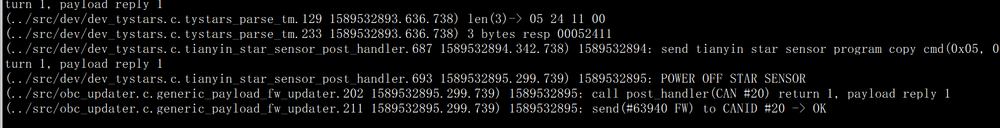 turn 1, payload reply 1
(../src/dev/dev_tystars.c.tystars_parse_tm.129 1589532893.636.738) len(3)-> 05 24 11 00
(../src/dev/dev_tystars.c.tystars_parse_tm.233 1589532893.636.738) 3 bytes resp 00052411
(../src/dev/dev_tystars.c.tianyin_star_sensor_post_handler.687 1589532894.342.738) 1589532894: send tianyin star sensor program copy cmd(0x05, 0
turn 1, payload reply 1
(../src/dev/dev_tystars.c.tianyin_star_sensor_post_handler.693 1589532895.299.739) 1589532895: POWER OFF STAR SENSOR
(../src/obc_updater.c.generic_payload_fw_updater.202 1589532895.299.739) 1589532895: call post_handler(CAN #20) return 1, payload reply 1
(../src/obc_updater.c.generic_payload_fw_updater.211 1589532895.299.739) 1589532895: send(#63940 FW) to CANID #20 -> OK